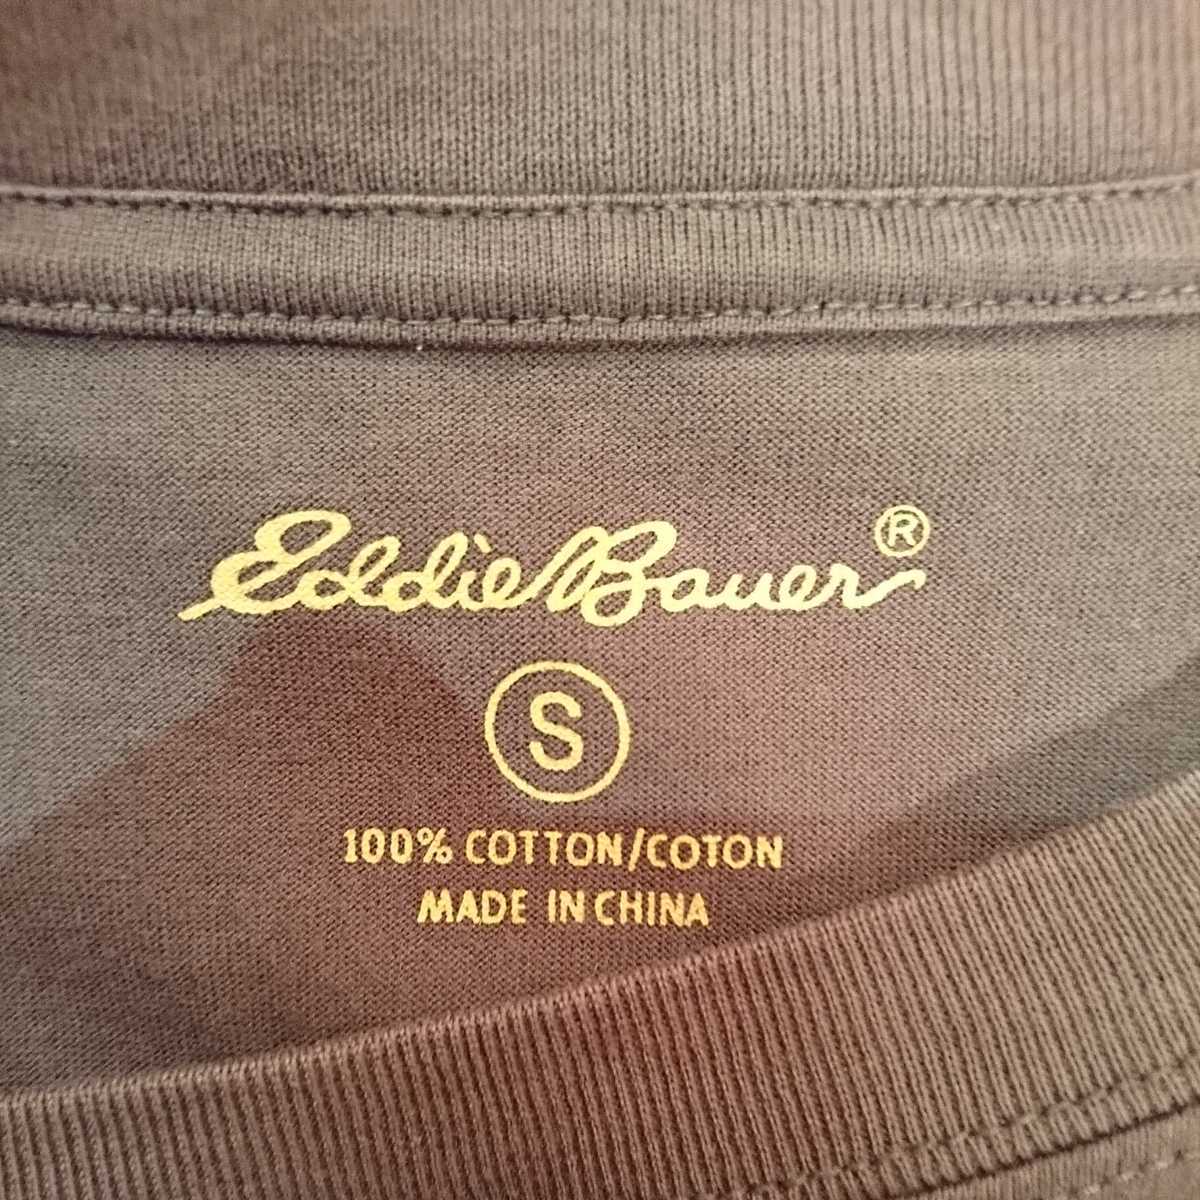 Eddie Bauer®
S
100% COTTON/COTON
MADE IN CHINA